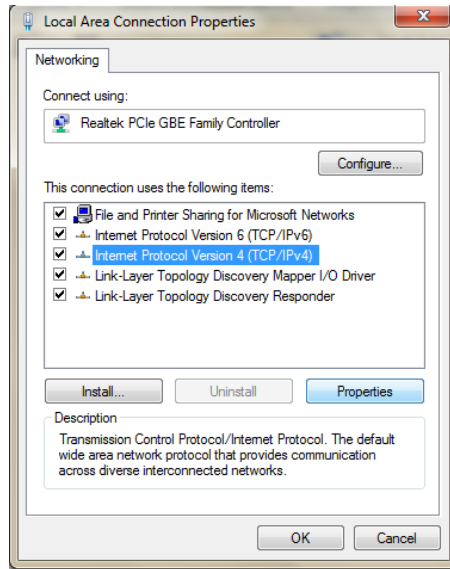 Local Area Connection Properties
Networking
Connect using:
Realtek PCIe GBE Family Controller
Configure...
This connection uses the following items:
File and Printer Sharing for Microsoft Networks
Internet Protocol Version 6 (TCP/IPv6)
Internet Protocol Version 4 (TCP/IPv4)
Link-Layer Topology Discovery Mapper I/O Driver
Link-Layer Topology Discovery Responder
Install... Uninstall Properties
Description
Transmission Control Protocol/Internet Protocol. The default
wide area network protocol that provides communication
across diverse interconnected networks.
OK Cancel